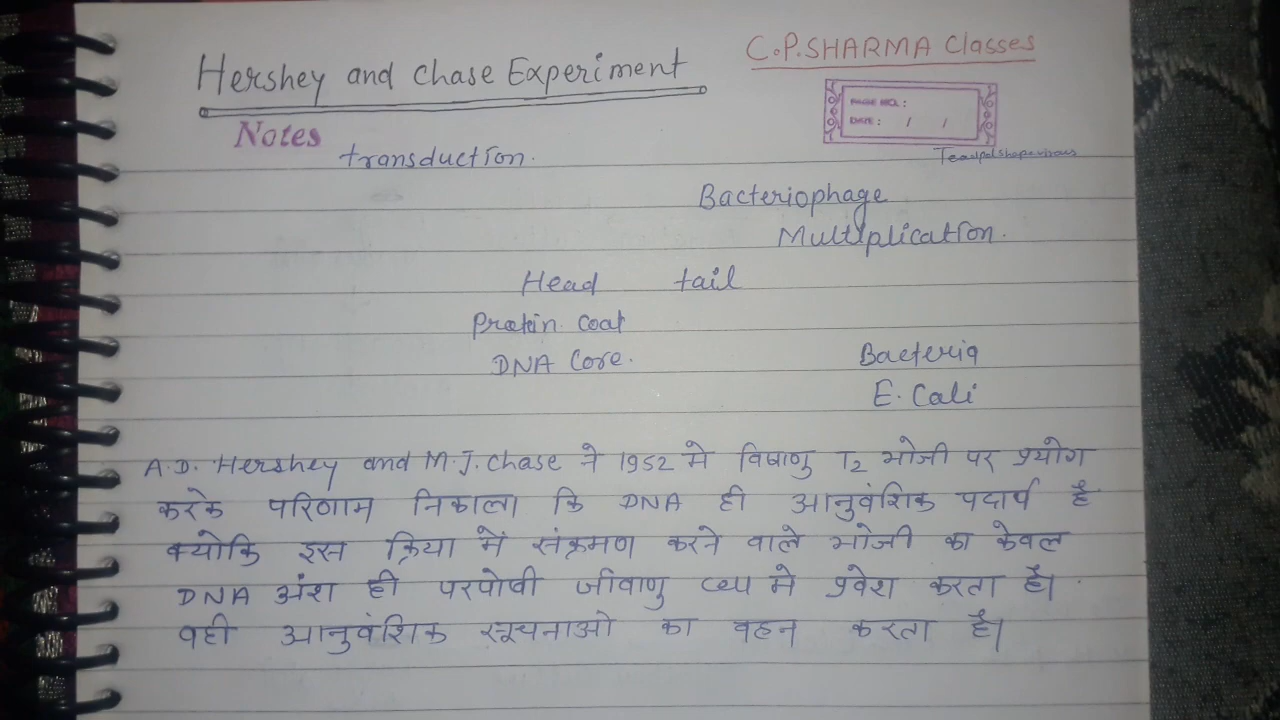 Hershey and Chase Experiment
C.P. SHARMA Classes
PAGE NO.:
DATE: / /
Notes
transduction.
Bacteriophage
Multiplication.
Head tail
Protein coat
DNA Core.
Bacteria
E. Cali
A.D. Hershey and M.J. Chase ने 1952 मे विषाणु T2 भोजी पर प्रयोग
करके परिणाम निकाला कि DNA ही आनुवंशिक पदार्थ है
क्योकि इस क्रिया में संक्रमण करने वाले भोजी का केवल
DNA अंश ही परपोषी जीवाणु cell मे प्रवेश करता है।
वही आनुवंशिक सूचनाओ का वहन करता है।